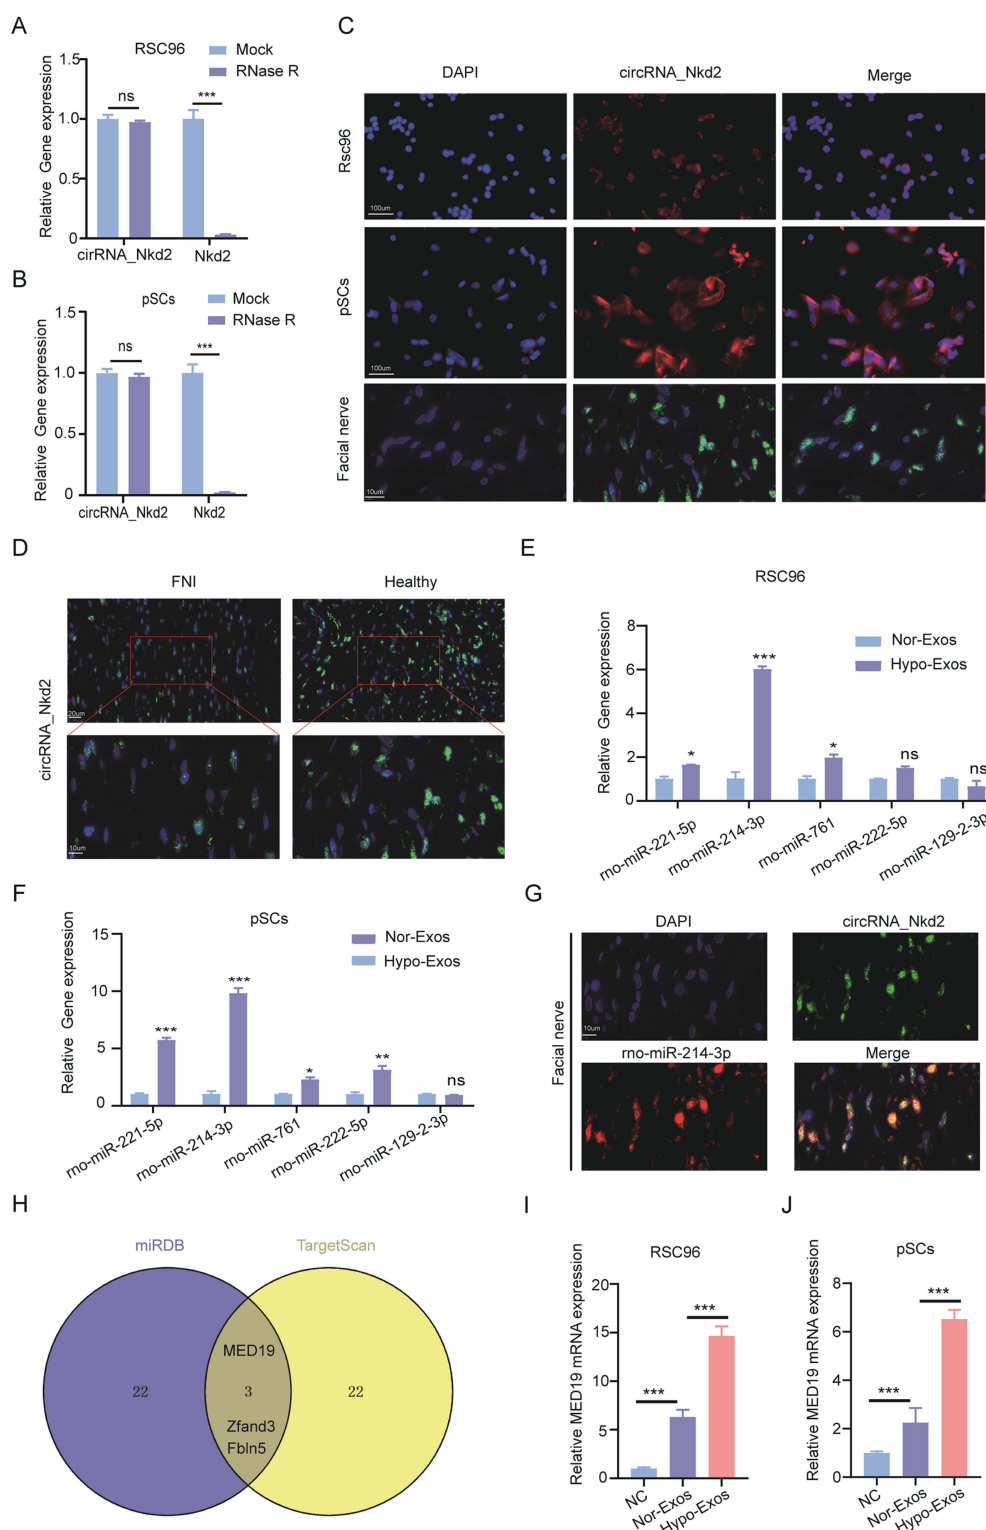 A
RSC96
Mock
RNase R
Relative Gene expression
1.5
1.0
0.5
0
ns
***
cirRNA_Nkd2
Nkd2
B
pSCs
Mock
RNase R
Relative Gene expression
1.5
1.0
0.5
0
ns
***
circRNA_Nkd2
Nkd2
C
DAPI
circRNA_Nkd2
Merge
Rsc96
100um
pSCs
100um
Facial nerve
10um
D
FNI
Healthy
circRNA_Nkd2
20um
10um
E
RSC96
Nor-Exos
Hypo-Exos
Relative Gene expression
8
6
4
2
0
*
***
*
ns
ns
rno-miR-221-5p
rno-miR-214-3p
rno-miR-761
rno-miR-222-5p
rno-miR-129-2-3p
F
pSCs
Nor-Exos
Hypo-Exos
Relative Gene expression
15
10
5
0
***
***
*
**
ns
rno-miR-221-5p
rno-miR-214-3p
rno-miR-761
rno-miR-222-5p
rno-miR-129-2-3p
G
DAPI
circRNA_Nkd2
Facial nerve
10um
rno-miR-214-3p
Merge
H
miRDB
TargetScan
MED19
22
3
22
Zfand3
Fbln5
I
RSC96
Relative MED19 mRNA expression
20
15
10
5
0
***
***
NC
Nor-Exos
Hypo-Exos
J
pSCs
Relative MED19 mRNA expression
8
6
4
2
0
***
***
NC
Nor-Exos
Hypo-Exos